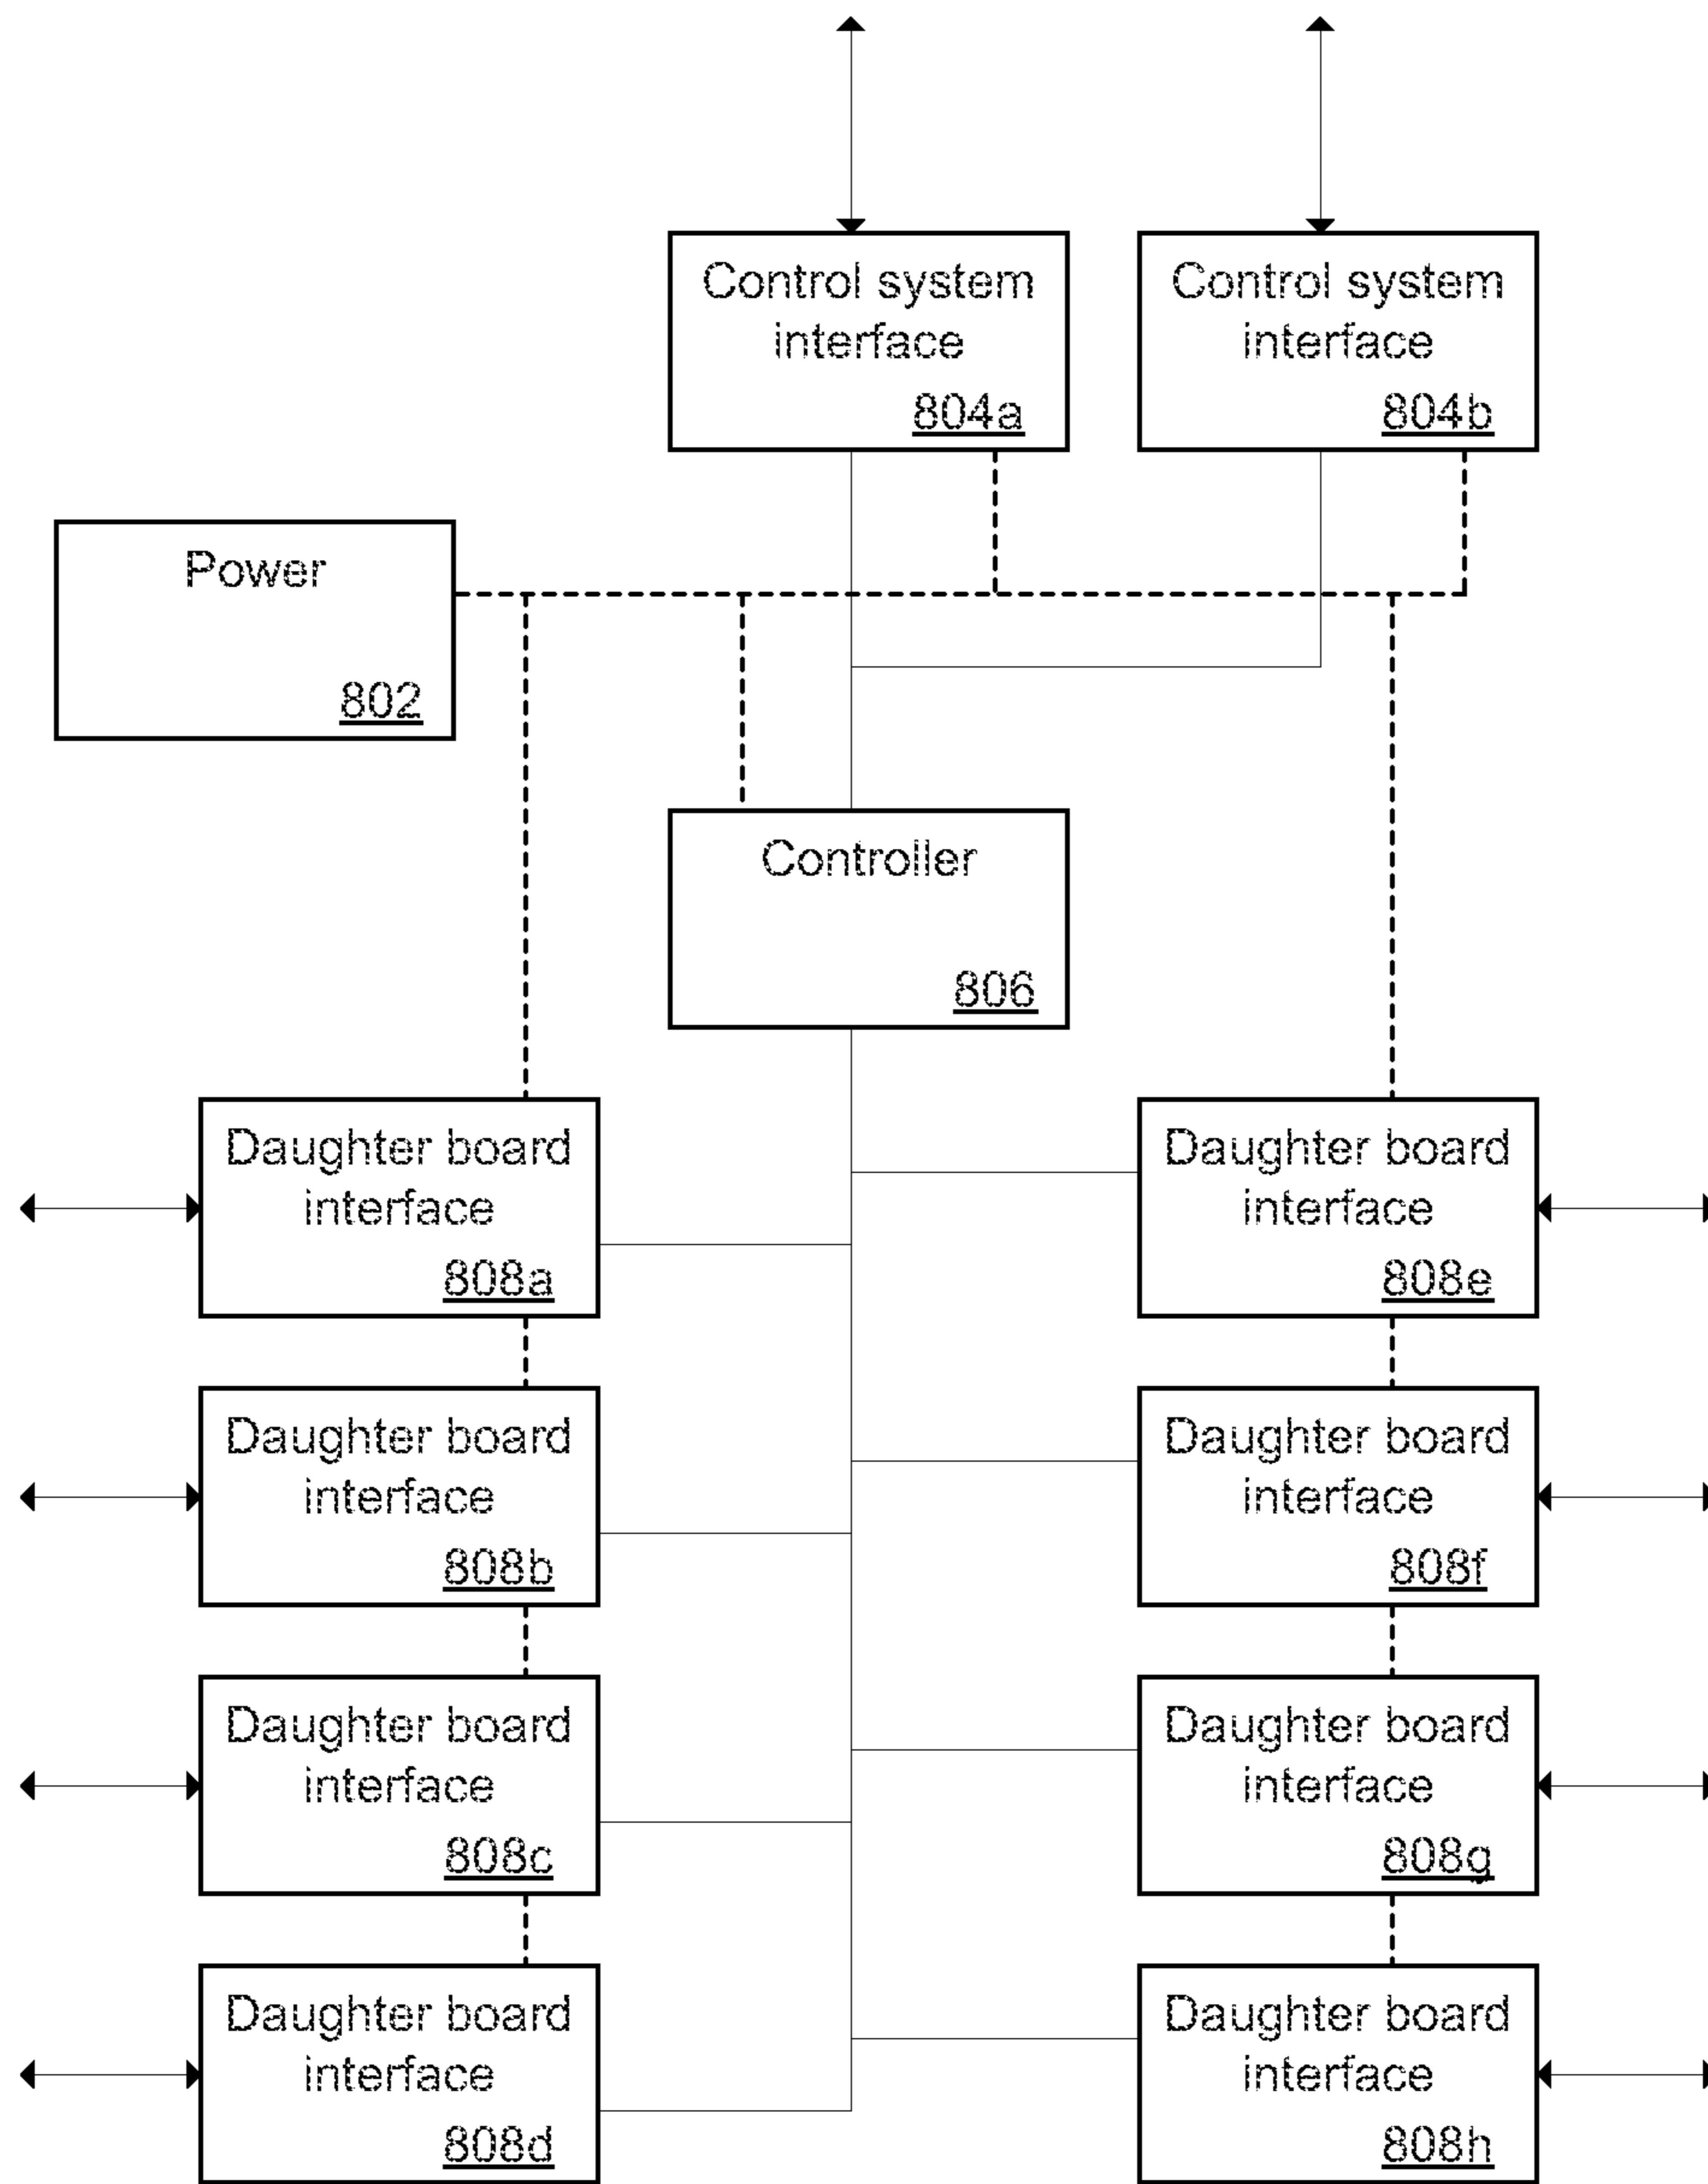 Control system
interface
804a
Control system
interface
804b
Power
802
Controller
806
Daughter board
interface
808a
Daughter board
interface
808e
Daughter board
interface
808b
Daughter board
interface
808f
Daughter board
interface
808c
Daughter board
interface
808g
Daughter board
interface
808d
Daughter board
interface
808h